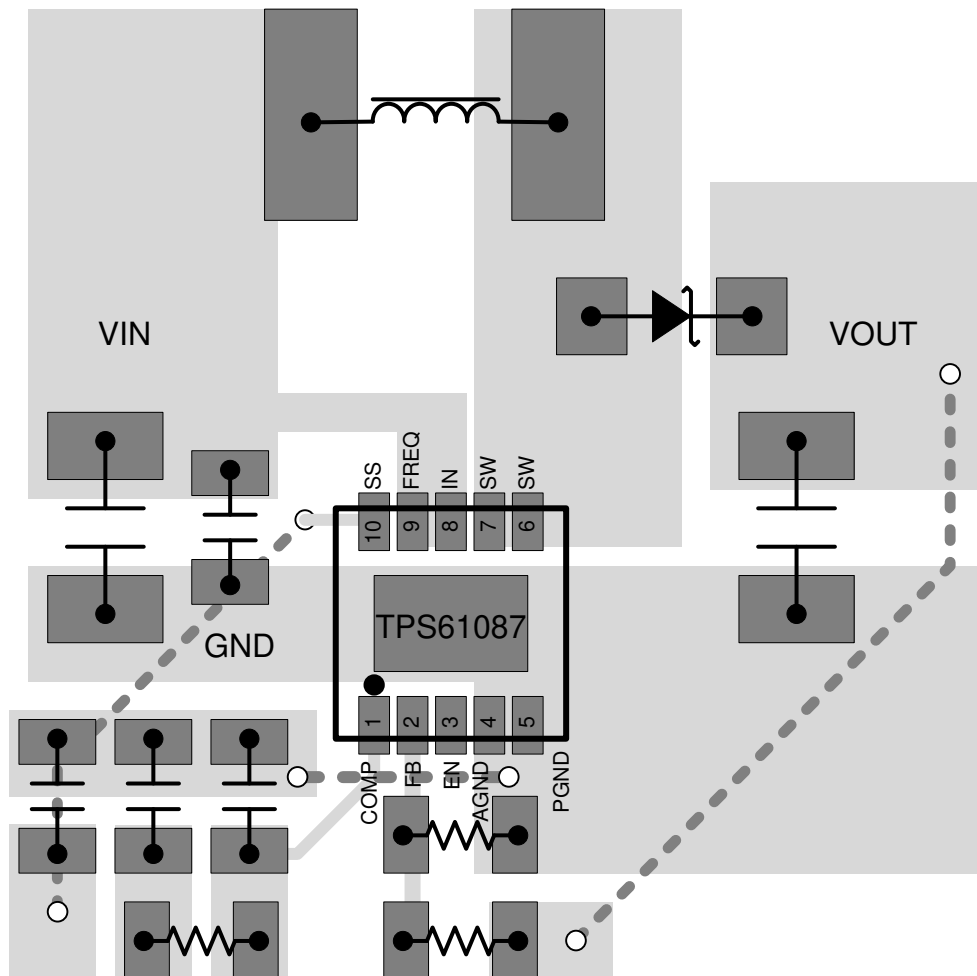 VIN
VOUT
SS
FREQ
IN
SW
SW
10
9
8
7
6
TPS61087
GND
1
2
3
4
5
COMP
FB
EN
AGND
PGND